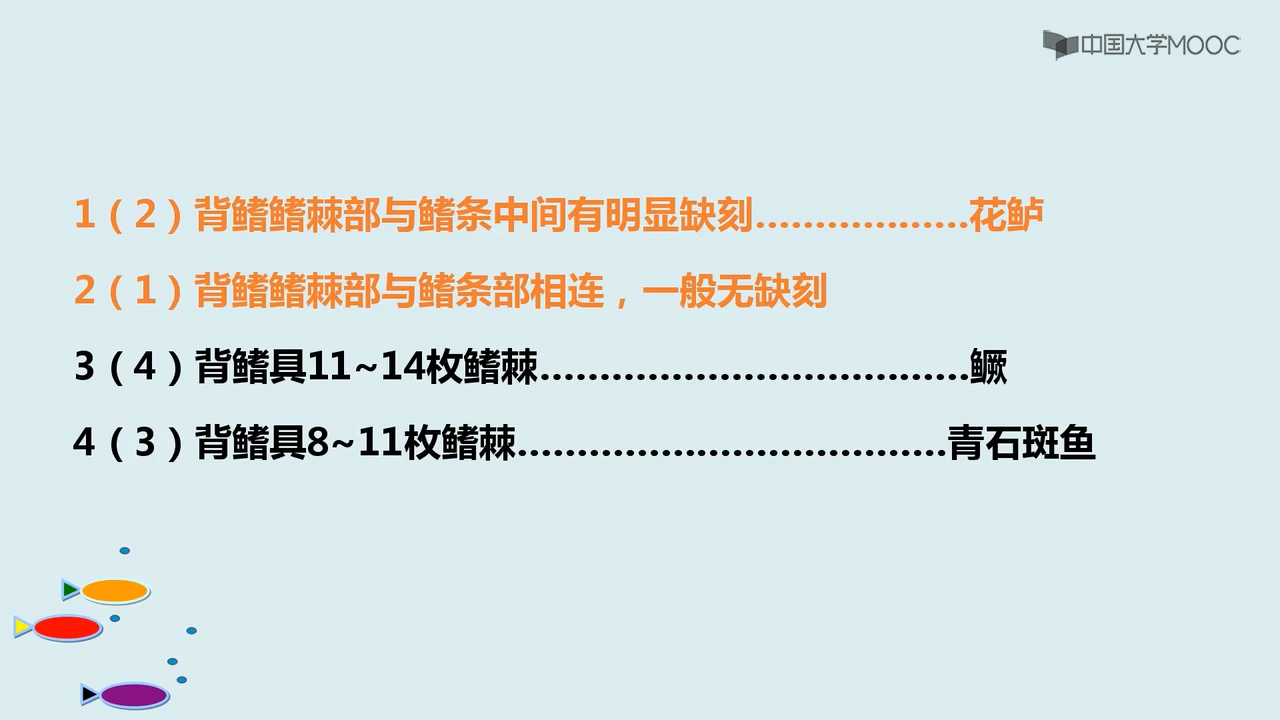 中国大学MOOC
1（2）背鳍鳍棘部与鳍条中间有明显缺刻..................花鲈
2（1）背鳍鳍棘部与鳍条部相连，一般无缺刻
3（4）背鳍具11~14枚鳍棘....................................鳜
4（3）背鳍具8~11枚鳍棘....................................青石斑鱼